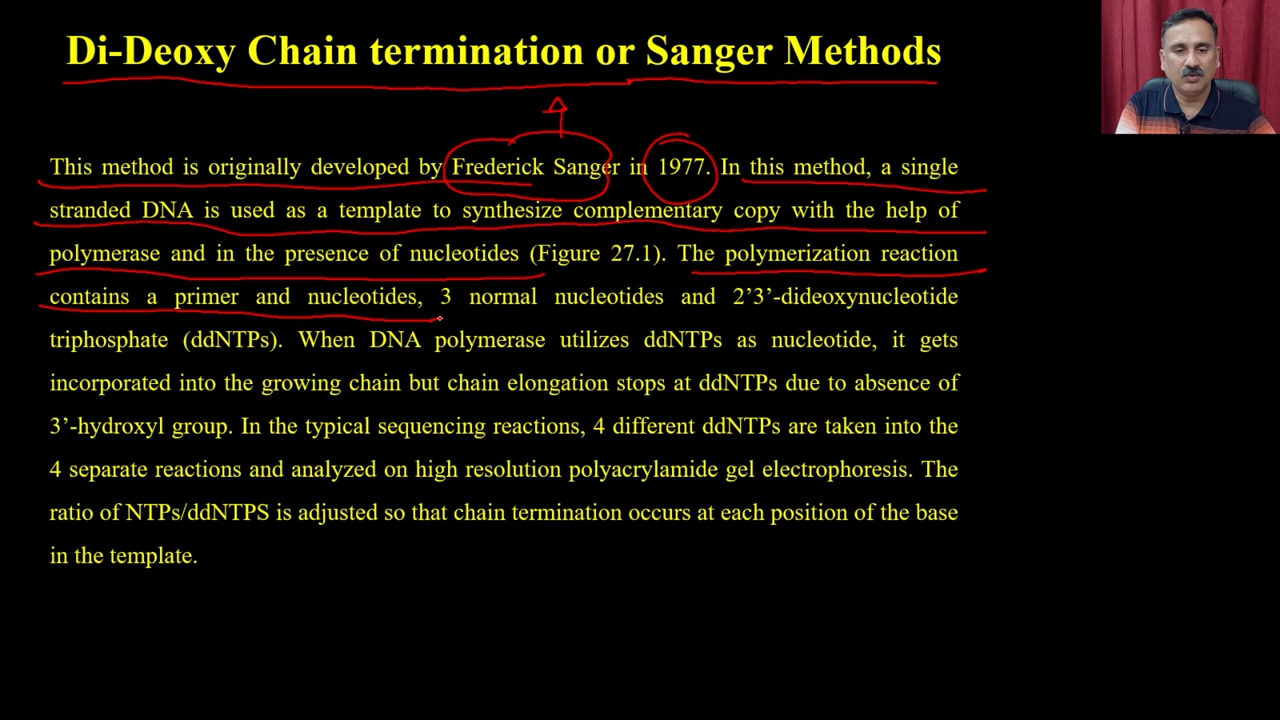 Di-Deoxy Chain termination or Sanger Methods
This method is originally developed by Frederick Sanger in 1977. In this method, a single
stranded DNA is used as a template to synthesize complementary copy with the help of
polymerase and in the presence of nucleotides (Figure 27.1). The polymerization reaction
contains a primer and nucleotides, 3 normal nucleotides and 2’3’-dideoxynucleotide
triphosphate (ddNTPs). When DNA polymerase utilizes ddNTPs as nucleotide, it gets
incorporated into the growing chain but chain elongation stops at ddNTPs due to absence of
3’-hydroxyl group. In the typical sequencing reactions, 4 different ddNTPs are taken into the
4 separate reactions and analyzed on high resolution polyacrylamide gel electrophoresis. The
ratio of NTPs/ddNTPS is adjusted so that chain termination occurs at each position of the base
in the template.